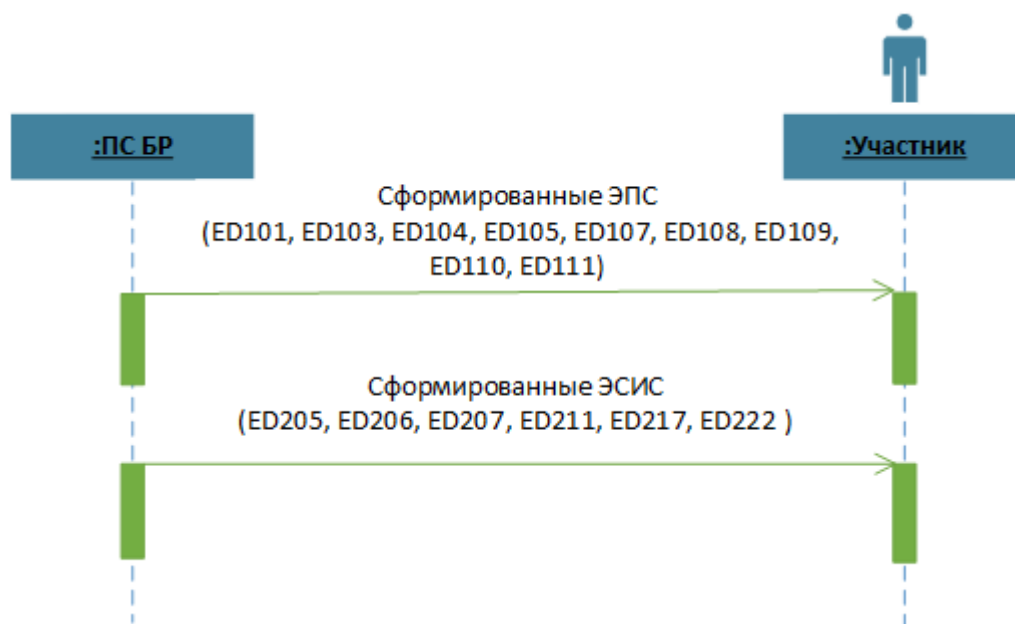 :ПС БР
:Участник
Сформированные ЭПС
(ED101, ED103, ED104, ED105, ED107, ED108, ED109,
ED110, ED111)
Сформированные ЭСИС
(ED205, ED206, ED207, ED211, ED217, ED222 )